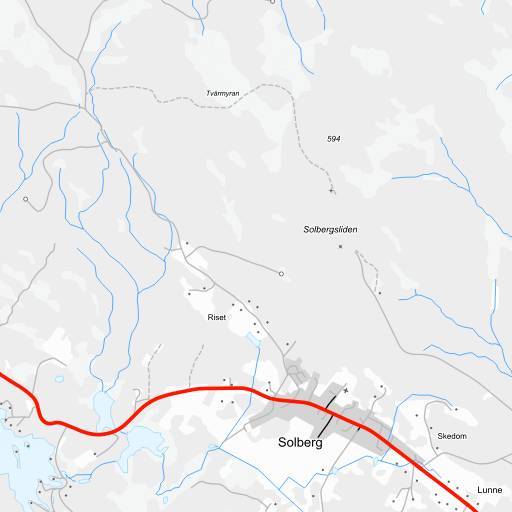 Tvärmyran
594
Solbergsliden
Riset
Solberg
Skedom
Lunne